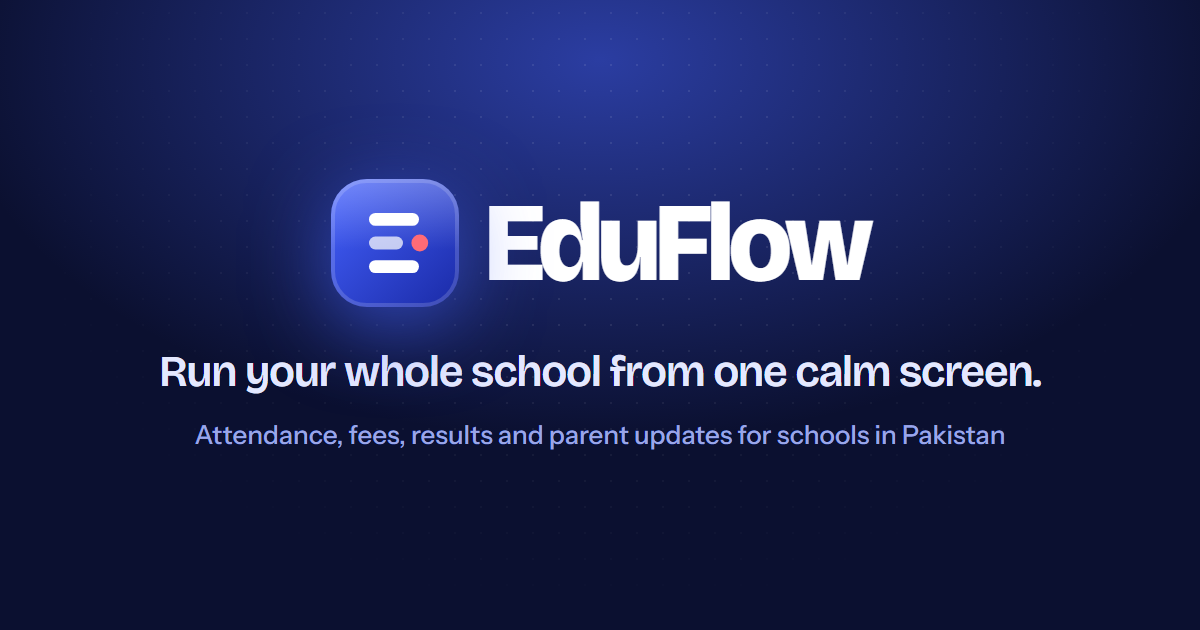 EduFlow
Run your whole school from one calm screen.
Attendance, fees, results and parent updates for schools in Pakistan